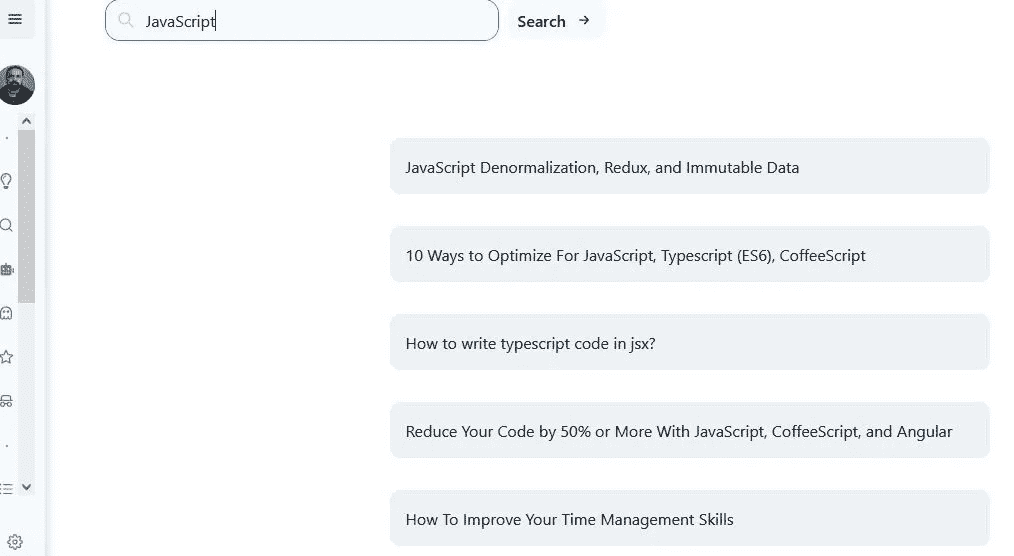 JavaScript
Search
JavaScript Denormalization, Redux, and Immutable Data
10 Ways to Optimize For JavaScript, Typescript (ES6), CoffeeScript
How to write typescript code in jsx?
Reduce Your Code by 50% or More With JavaScript, CoffeeScript, and Angular
How To Improve Your Time Management Skills